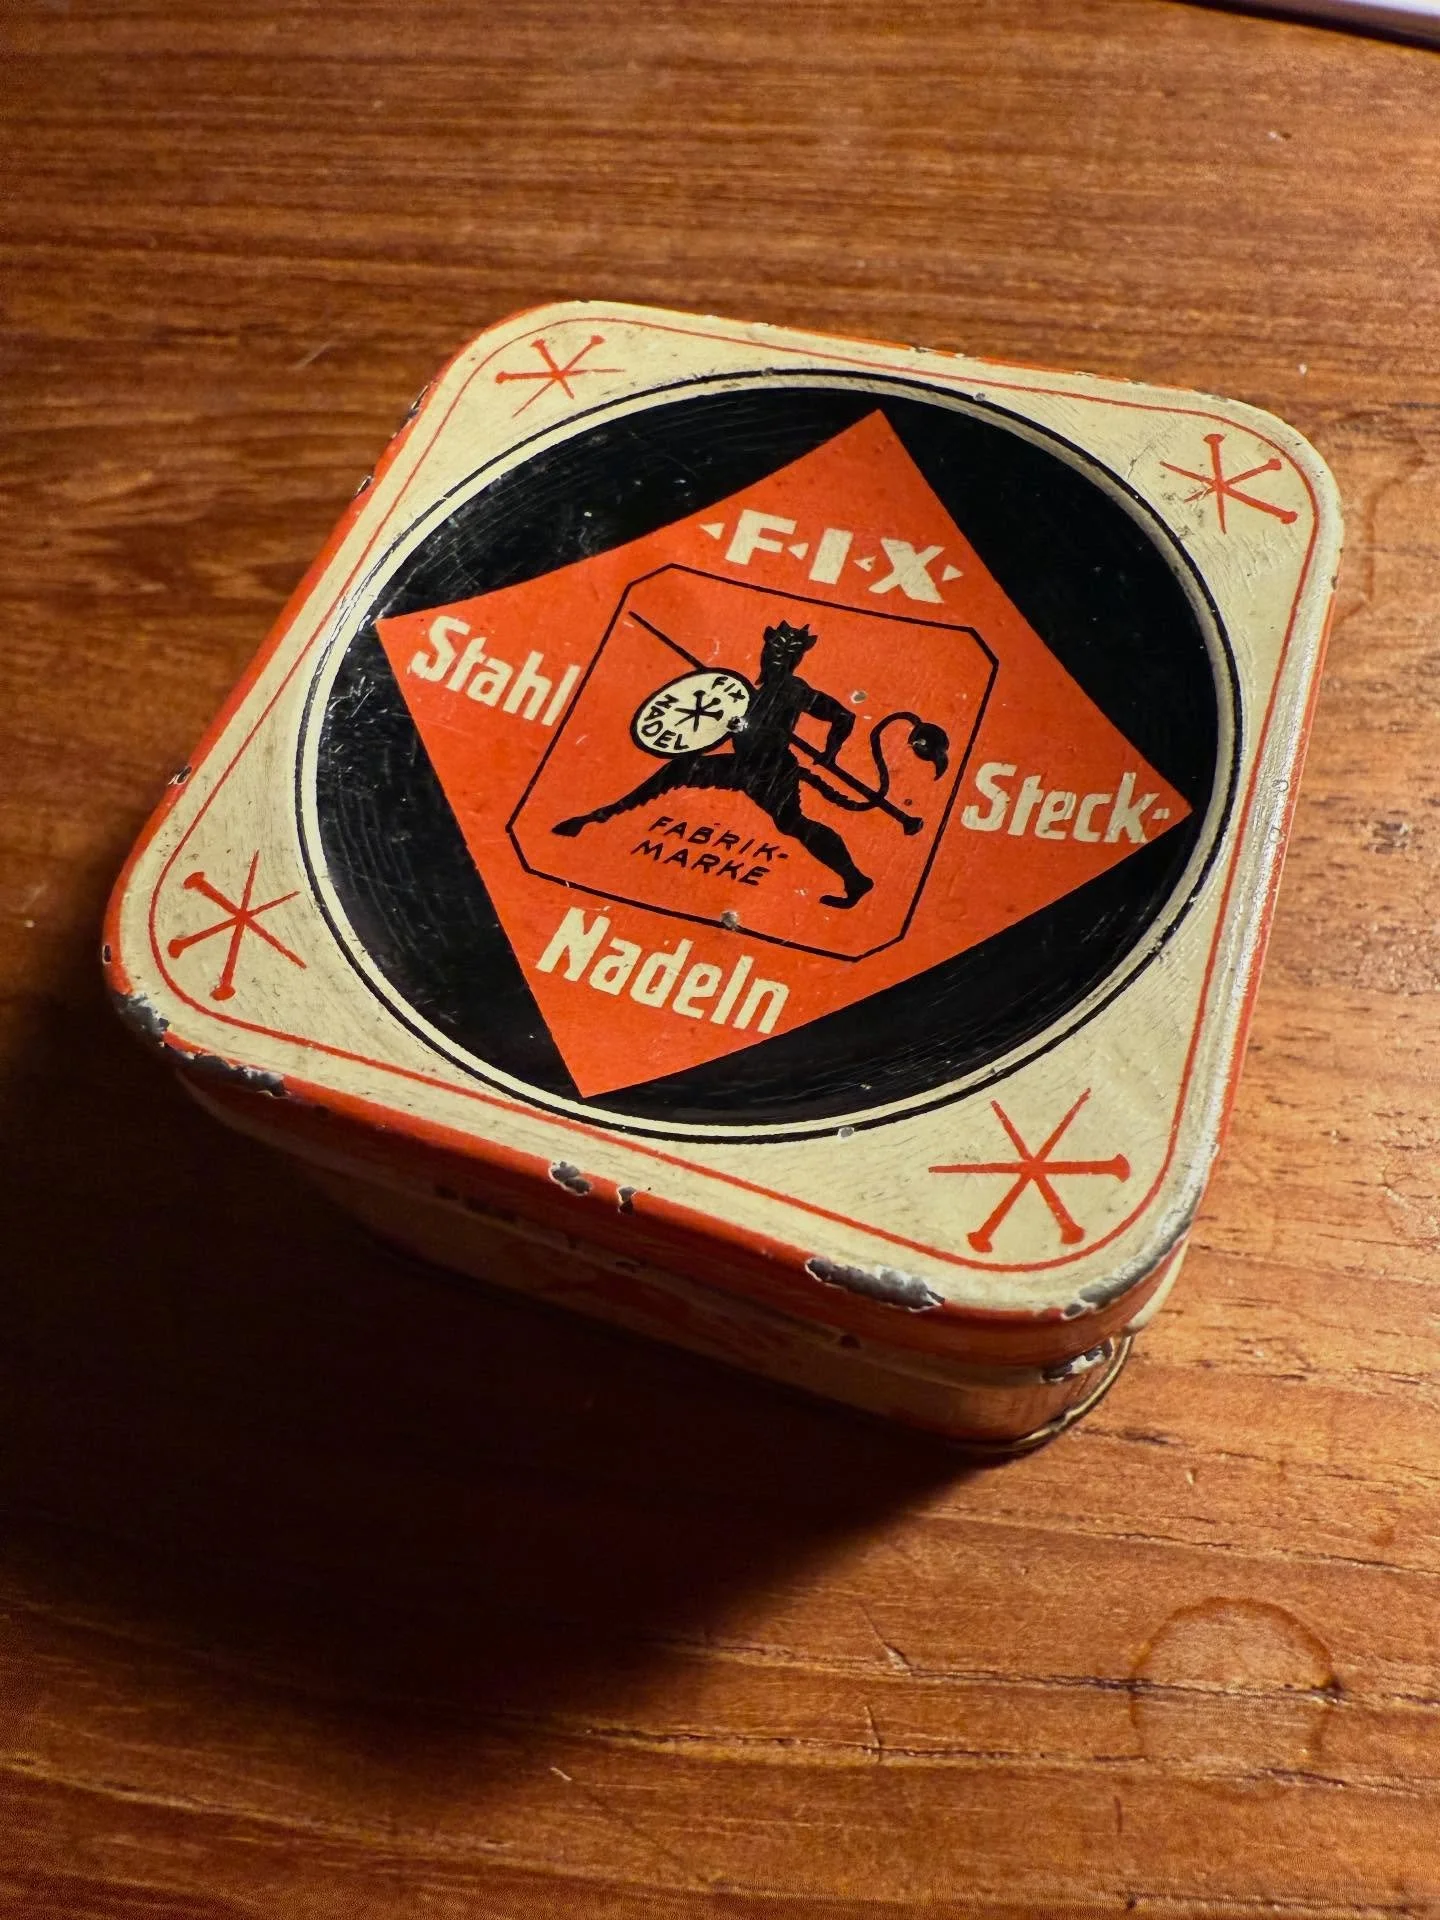 F·I·X
Stahl
Steck-
Nadeln
FIX
NADEL
FABRIK-
MARKE